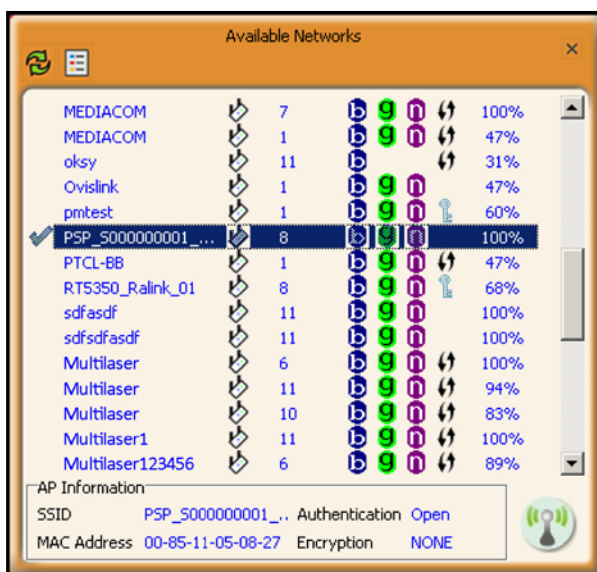 Available Networks
MEDIACOM 7 b g n 100%
MEDIACOM 1 b g n 47%
oksy 11 b 31%
Ovislink 1 b g n 47%
pmtest 1 b g n 60%
PSP_S000000001_... 8 b g n 100%
PTCL-BB 1 b g n 47%
RT5350_Ralink_01 8 b g n 68%
sdfasdf 11 b g n 100%
sdfsdfasdf 11 b g n 100%
Multilaser 6 b g n 100%
Multilaser 11 b g n 94%
Multilaser 10 b g n 83%
Multilaser1 11 b g n 100%
Multilaser123456 6 b g n 89%
AP Information
SSID PSP_S000000001_.. Authentication Open
MAC Address 00-85-11-05-08-27 Encryption NONE